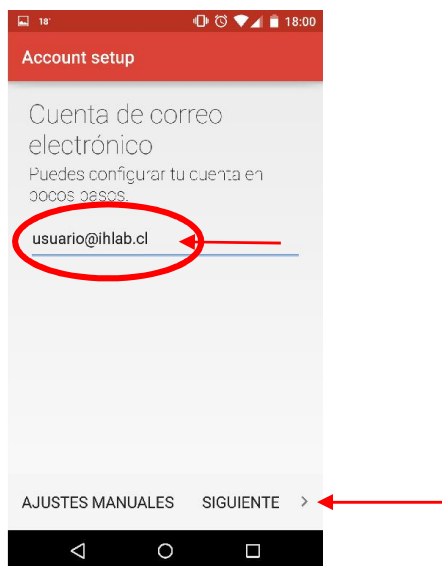 18° 18:00
Account setup
Cuenta de correo
electrónico
Puedes configurar tu cuenta en
pocos pasos.
usuario@ihlab.cl
AJUSTES MANUALES SIGUIENTE >